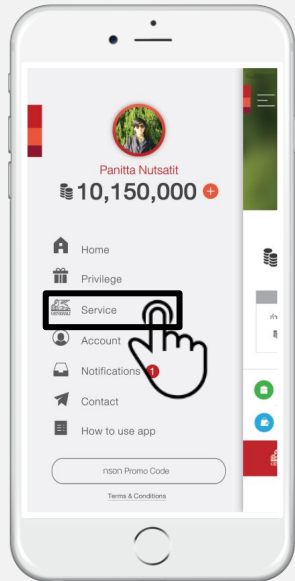 Panitta Nutsatit
10,150,000
Home
Privilege
GENERALI
Service
Account
Notifications 1
Contact
How to use app
กรอก Promo Code
Terms & Conditions